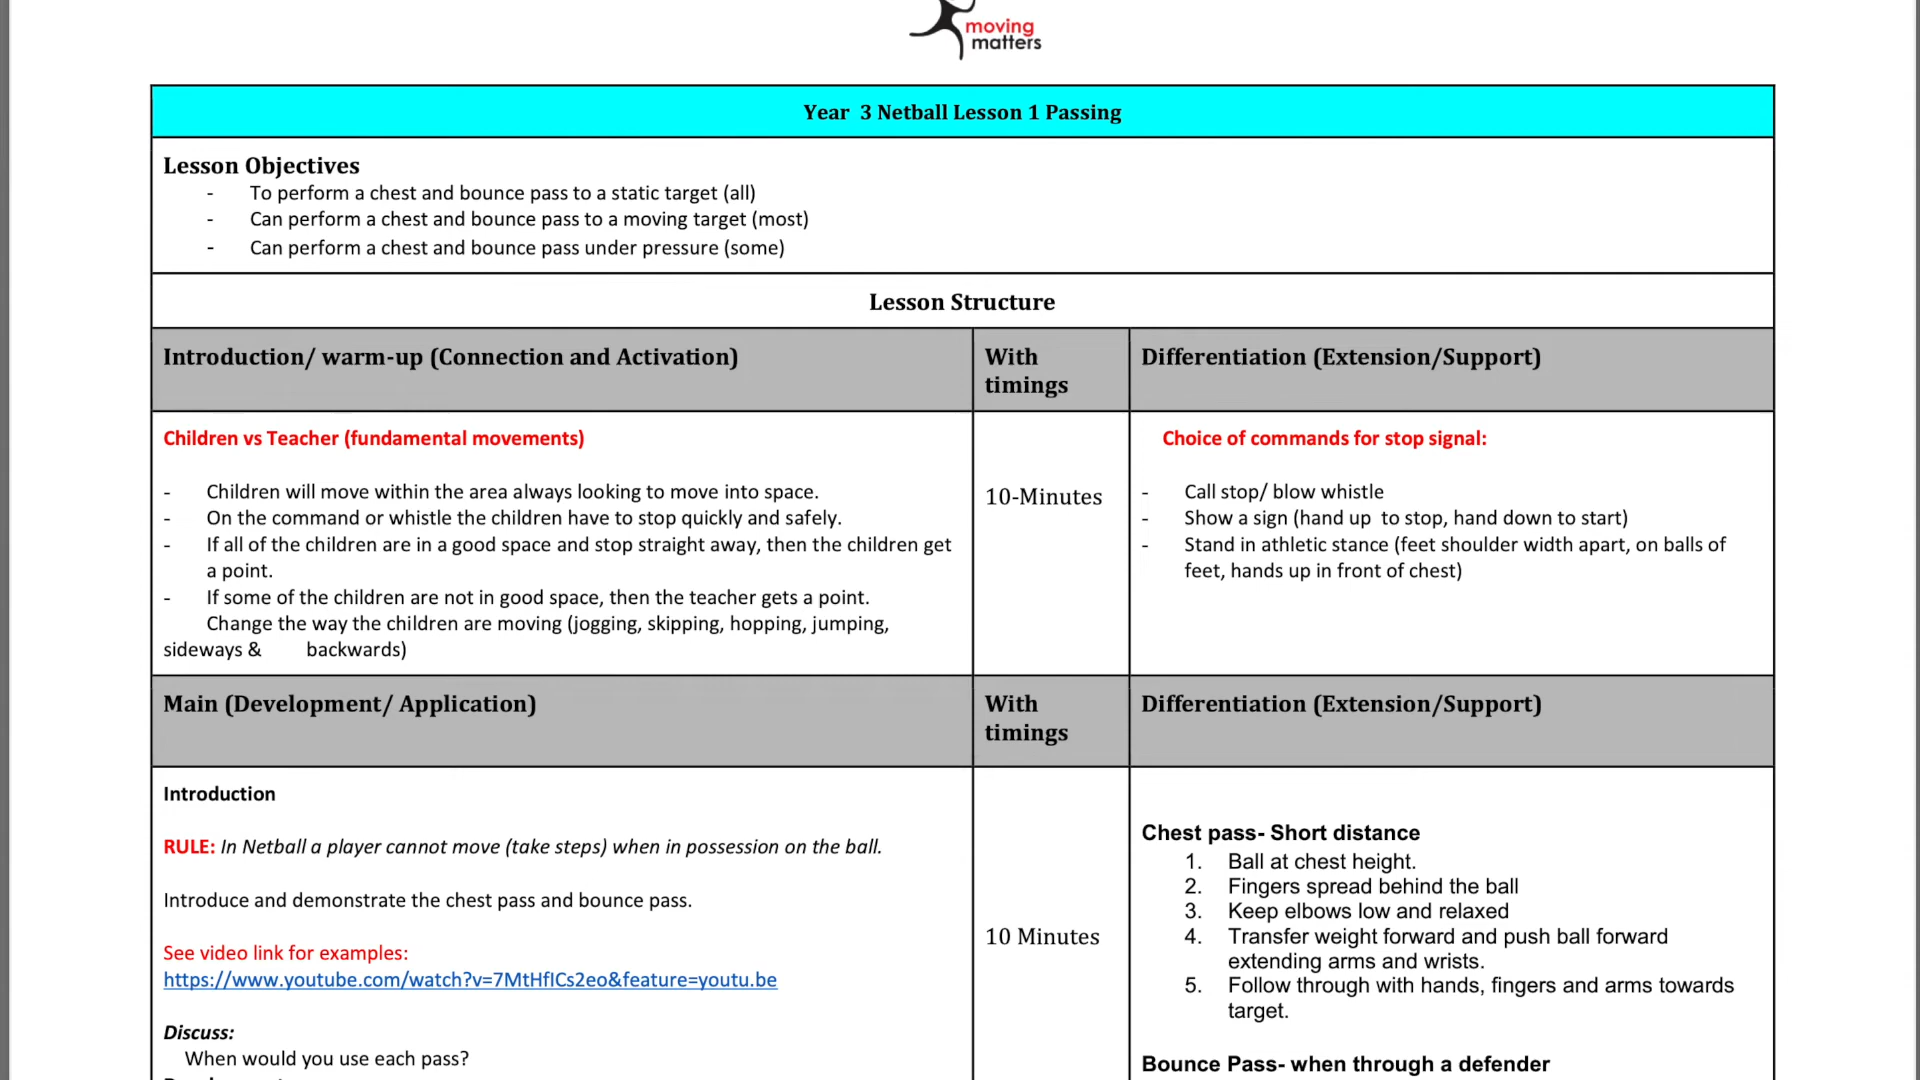 moving
matters
Year  3 Netball Lesson 1 Passing
Lesson Objectives
- To perform a chest and bounce pass to a static target (all)
- Can perform a chest and bounce pass to a moving target (most)
- Can perform a chest and bounce pass under pressure (some)
Lesson Structure
Introduction/ warm-up (Connection and Activation)
With
timings
Differentiation (Extension/Support)
Children vs Teacher (fundamental movements)
- Children will move within the area always looking to move into space.
- On the command or whistle the children have to stop quickly and safely.
- If all of the children are in a good space and stop straight away, then the children get
a point.
- If some of the children are not in good space, then the teacher gets a point.
Change the way the children are moving (jogging, skipping, hopping, jumping,
sideways & backwards)
10-Minutes
Choice of commands for stop signal:
- Call stop/ blow whistle
- Show a sign (hand up  to stop, hand down to start)
- Stand in athletic stance (feet shoulder width apart, on balls of
feet, hands up in front of chest)
Main (Development/ Application)
With
timings
Differentiation (Extension/Support)
Introduction
RULE: In Netball a player cannot move (take steps) when in possession on the ball.
Introduce and demonstrate the chest pass and bounce pass.
See video link for examples:
https://www.youtube.com/watch?v=7MtHfICs2eo&feature=youtu.be
Discuss:
When would you use each pass?
10 Minutes
Chest pass- Short distance
1. Ball at chest height.
2. Fingers spread behind the ball
3. Keep elbows low and relaxed
4. Transfer weight forward and push ball forward
extending arms and wrists.
5. Follow through with hands, fingers and arms towards
target.
Bounce Pass- when through a defender